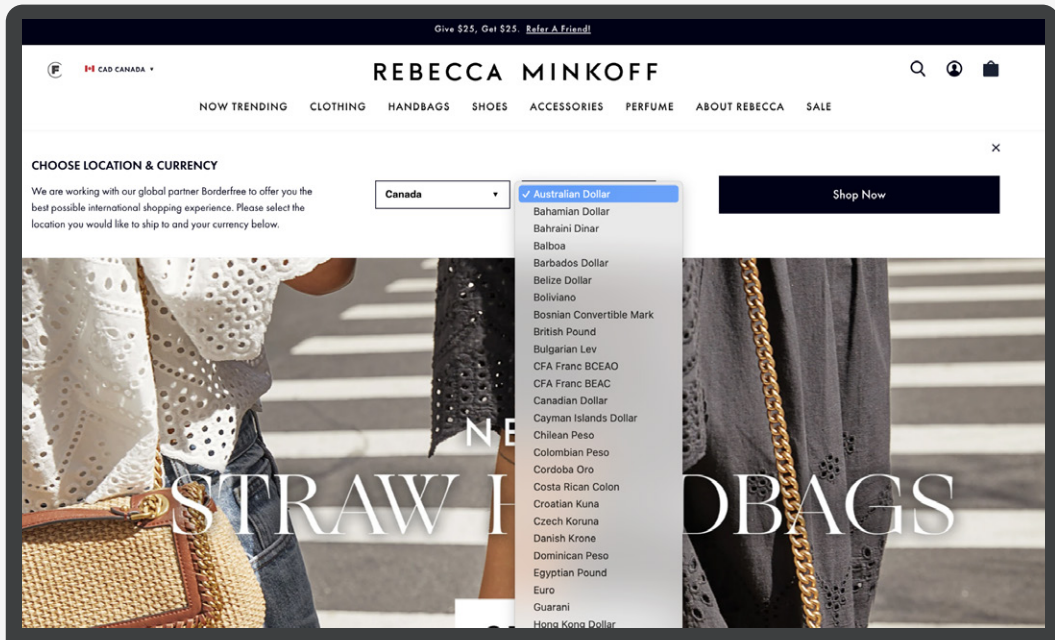 Give $25, Get $25. Refer A Friend!
F
CAD CANADA
REBECCA MINKOFF
NOW TRENDING CLOTHING HANDBAGS SHOES ACCESSORIES PERFUME ABOUT REBECCA SALE
CHOOSE LOCATION & CURRENCY
We are working with our global partner Borderfree to offer you the
best possible international shopping experience. Please select the
location you would like to ship to and your currency below.
Canada
Australian Dollar
Bahamian Dollar
Bahraini Dinar
Balboa
Barbados Dollar
Belize Dollar
Boliviano
Bosnian Convertible Mark
British Pound
Bulgarian Lev
CFA Franc BCEAO
CFA Franc BEAC
Canadian Dollar
Cayman Islands Dollar
Chilean Peso
Colombian Peso
Cordoba Oro
Costa Rican Colon
Croatian Kuna
Czech Koruna
Danish Krone
Dominican Peso
Egyptian Pound
Euro
Guarani
Hong Kong Dollar
Shop Now
STRAW H DBAGS